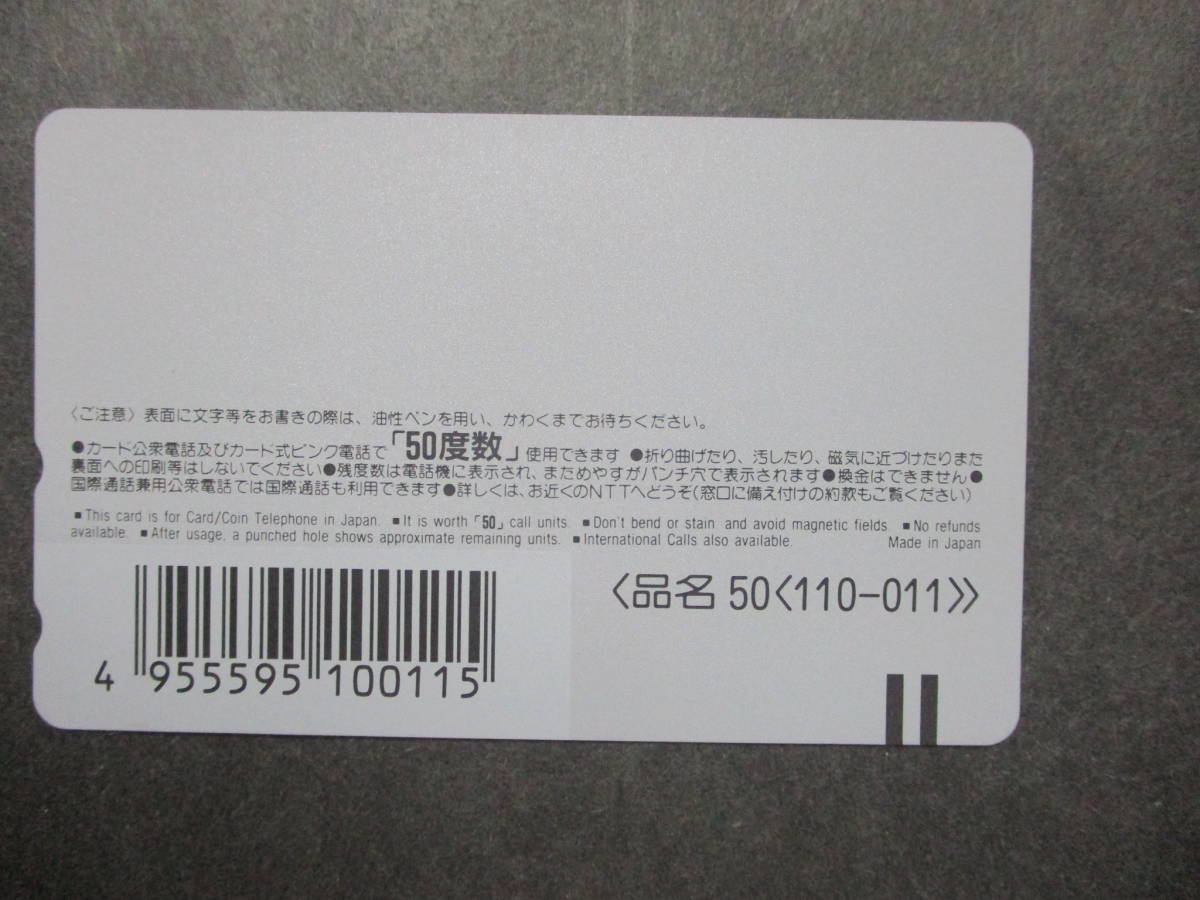 〈ご注意〉表面に文字等をお書きの際は、油性ペンを用い、かわくまでお待ちください。
●カード公衆電話及びカード式ピンク電話で「50度数」使用できます ●折り曲げたり、汚したり、磁気に近づけたりまた
裏面への印刷等はしないでください●残度数は電話機に表示され、まためやすがパンチ穴で表示されます●換金はできません●
国際通話兼用公衆電話では国際通話も利用できます●詳しくは、お近くのNTTへどうぞ(窓口に備え付けの約款もご覧ください)
■This card is for Card/Coin Telephone in Japan. ■It is worth「50」call units. ■Don't bend or stain and avoid magnetic fields. ■No refunds
available. ■After usage, a punched hole shows approximate remaining units. ■International Calls also available. Made in Japan
〈品名 50〈110-011〉〉
4 955595 100115